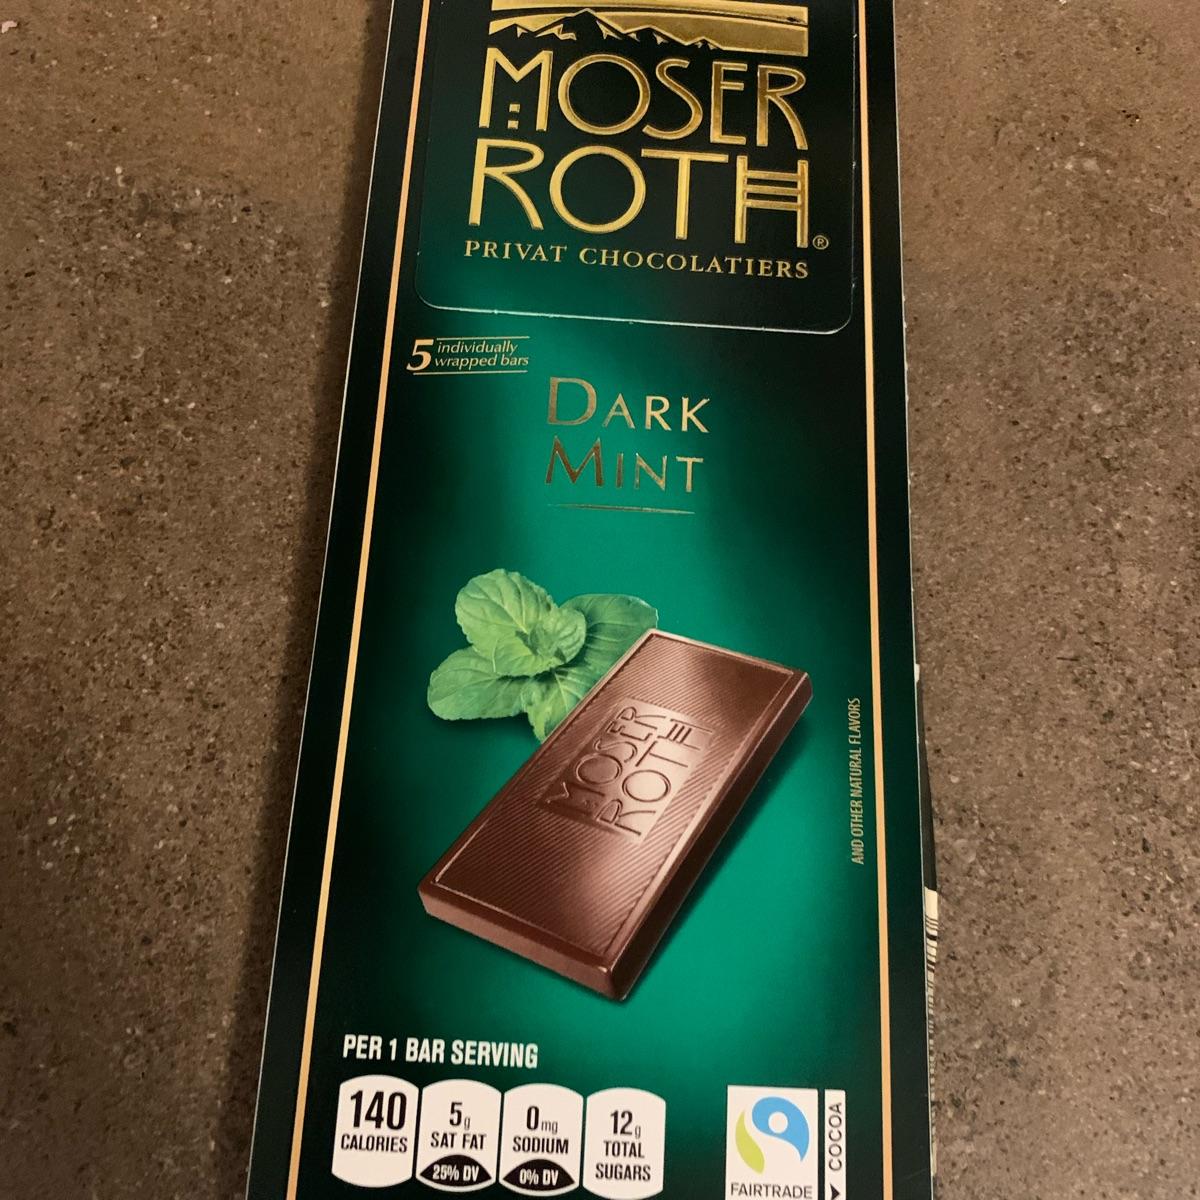 MOSER
ROTH®
PRIVAT CHOCOLATIERS
5 individually
wrapped bars
DARK
MINT
MOSER
ROTH
AND OTHER NATURAL FLAVORS
PER 1 BAR SERVING
140
CALORIES
5g
SAT FAT
25% DV
0mg
SODIUM
0% DV
12g
TOTAL
SUGARS
FAIRTRADE
COCOA